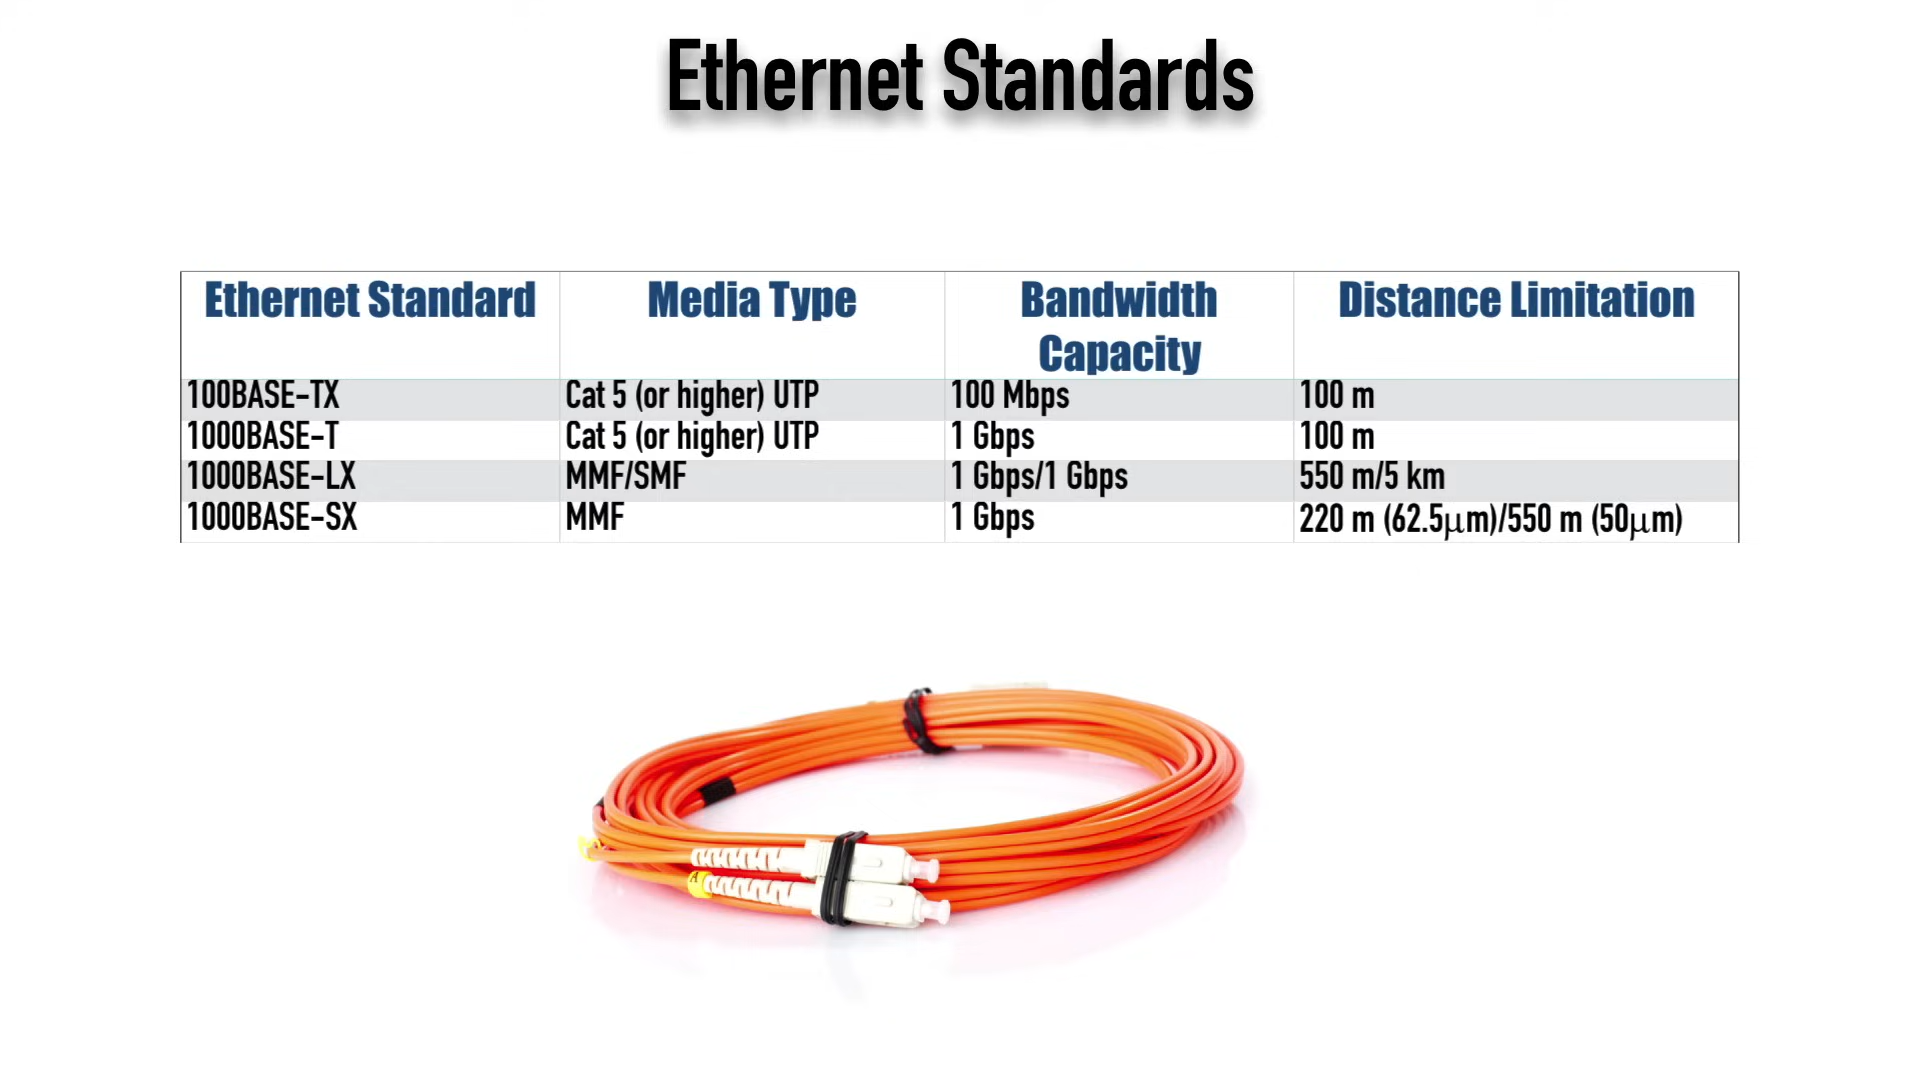 Ethernet Standards
Ethernet Standard Media Type Bandwidth Capacity Distance Limitation
100BASE-TX Cat 5 (or higher) UTP 100 Mbps 100 m
1000BASE-T Cat 5 (or higher) UTP 1 Gbps 100 m
1000BASE-LX MMF/SMF 1 Gbps/1 Gbps 550 m/5 km
1000BASE-SX MMF 1 Gbps 220 m (62.5μm)/550 m (50μm)
A